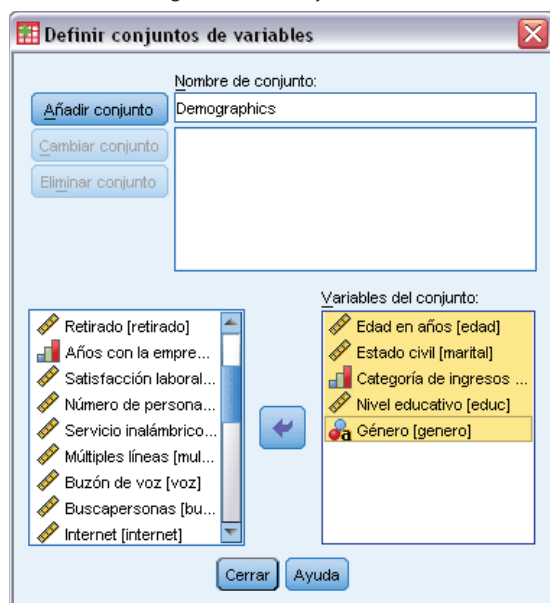 Definir conjuntos de variables
Nombre de conjunto:
Añadir conjunto
Demographics
Cambiar conjunto
Eliminar conjunto
Variables del conjunto:
Retirado [retirado]
Años con la empre...
Satisfacción laboral...
Número de persona...
Servicio inalámbrico...
Múltiples líneas [mul...
Buzón de voz [voz]
Buscapersonas [bu...
Internet [internet]
Edad en años [edad]
Estado civil [marital]
Categoría de ingresos ...
Nivel educativo [educ]
a Género [genero]
Cerrar
Ayuda